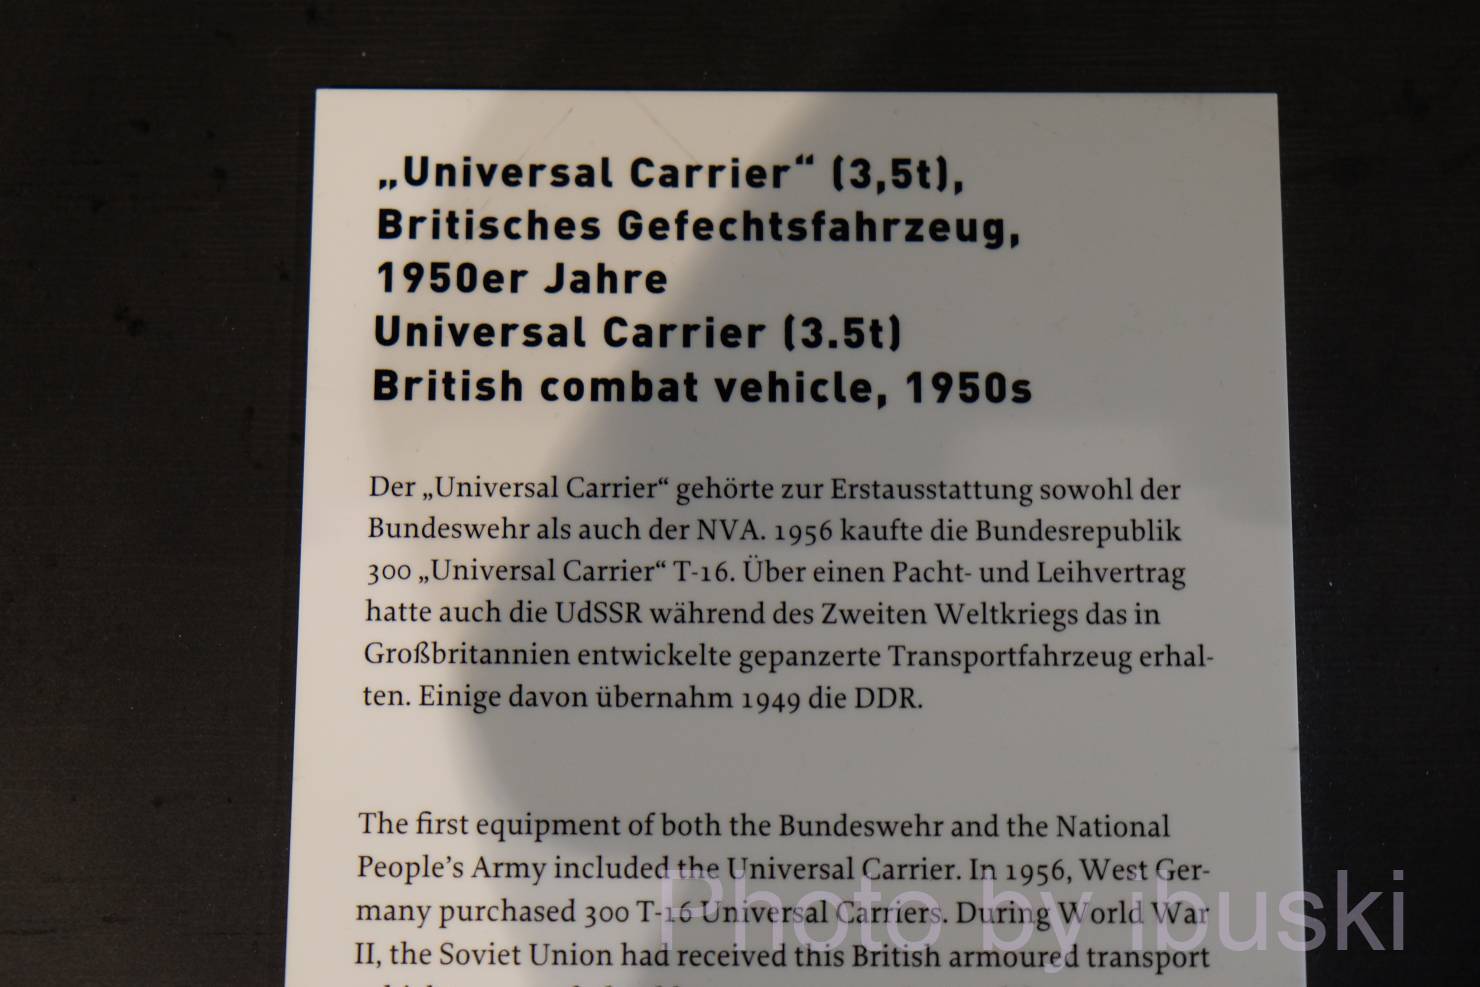 „Universal Carrier“ (3,5t),
Britisches Gefechtsfahrzeug,
1950er Jahre
Universal Carrier (3.5t)
British combat vehicle, 1950s
Der „Universal Carrier“ gehörte zur Erstausstattung sowohl der
Bundeswehr als auch der NVA. 1956 kaufte die Bundesrepublik
300 „Universal Carrier“ T-16. Über einen Pacht- und Leihvertrag
hatte auch die UdSSR während des Zweiten Weltkriegs das in
Großbritannien entwickelte gepanzerte Transportfahrzeug erhal-
ten. Einige davon übernahm 1949 die DDR.
The first equipment of both the Bundeswehr and the National
People’s Army included the Universal Carrier. In 1956, West Ger-
many purchased 300 T-16 Universal Carriers. During World War
II, the Soviet Union had received this British armoured transport
Photo by ibuski